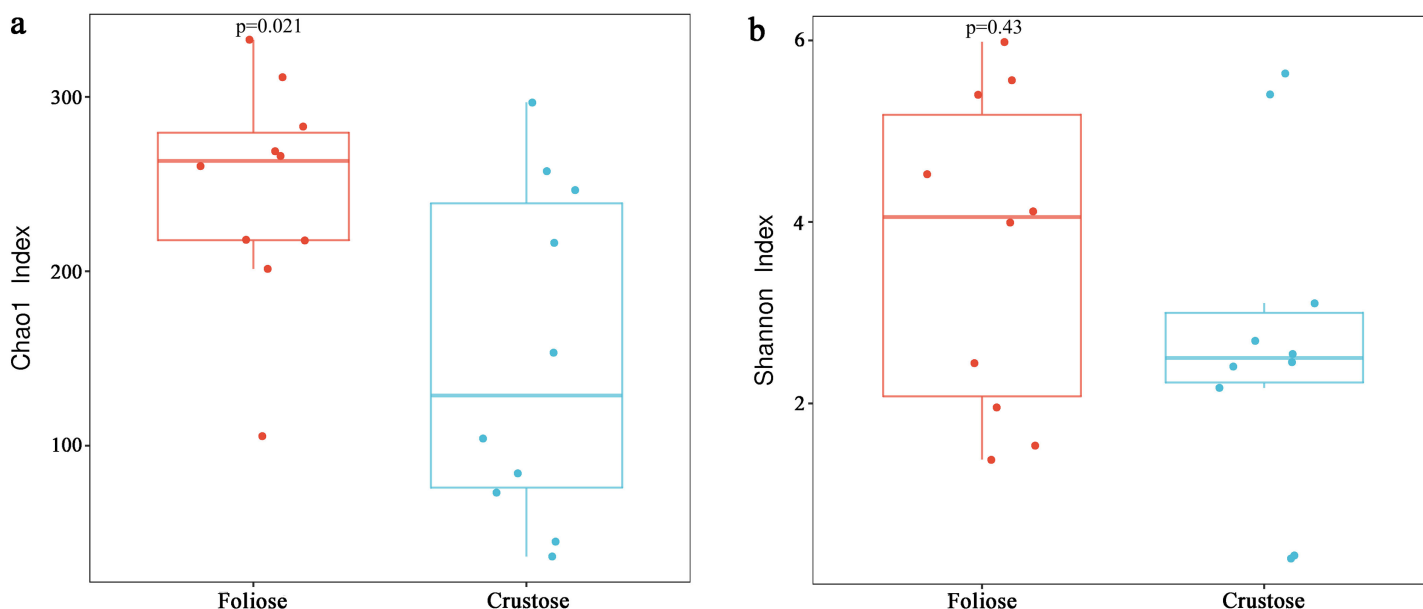 a
p=0.021
300
200
100
Chao1 Index
Foliose
Crustose
b
p=0.43
6
4
2
Shannon Index
Foliose
Crustose